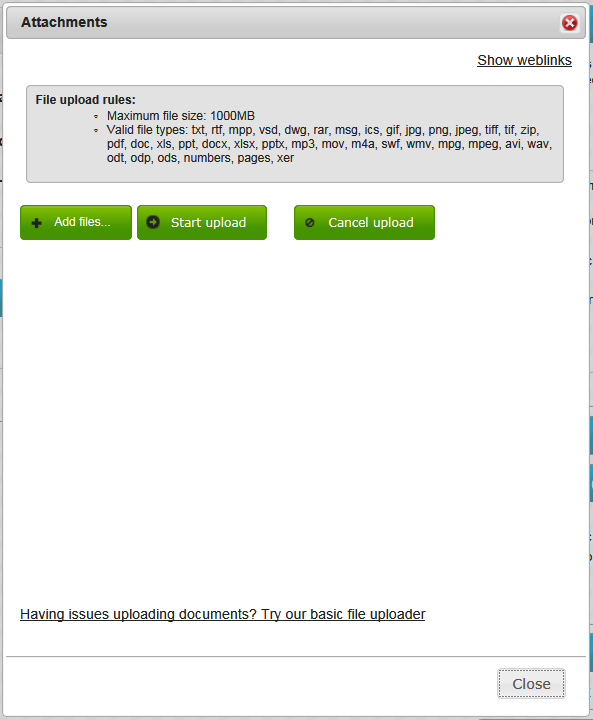 Attachments
Show weblinks
File upload rules:
Maximum file size: 1000MB
Valid file types: txt, rtf, mpp, vsd, dwg, rar, msg, ics, gif, jpg, png, jpeg, tiff, tif, zip,
pdf, doc, xls, ppt, docx, xlsx, pptx, mp3, mov, m4a, swf, wmv, mpg, mpeg, avi, wav,
odt, odp, ods, numbers, pages, xer
Add files... Start upload Cancel upload
Having issues uploading documents? Try our basic file uploader
Close